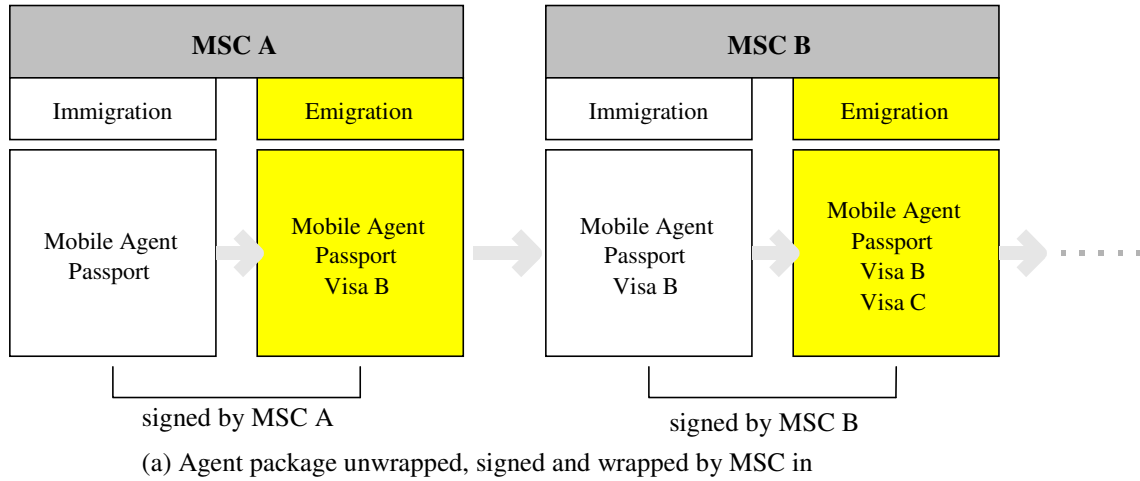 MSC A
MSC B
Immigration
Emigration
Immigration
Emigration
Mobile Agent
Passport
Mobile Agent
Passport
Visa B
Mobile Agent
Passport
Visa B
Mobile Agent
Passport
Visa B
Visa C
signed by MSC A
signed by MSC B
(a) Agent package unwrapped, signed and wrapped by MSC in